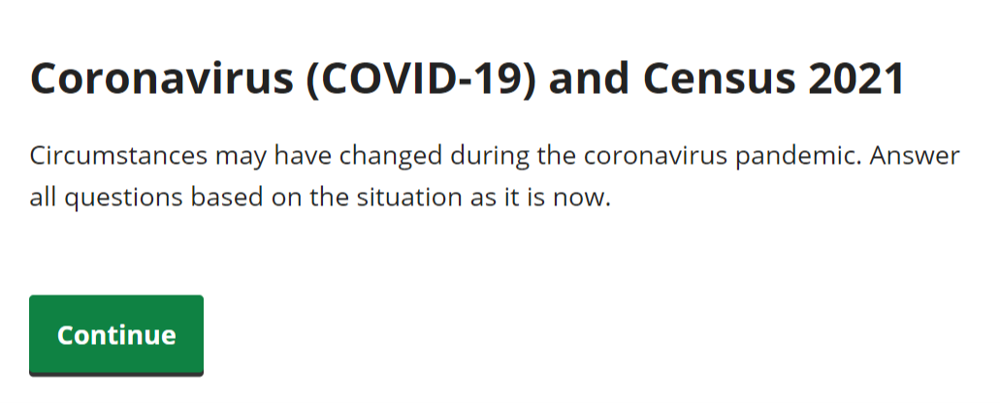 Coronavirus (COVID-19) and Census 2021
Circumstances may have changed during the coronavirus pandemic. Answer
all questions based on the situation as it is now.
Continue